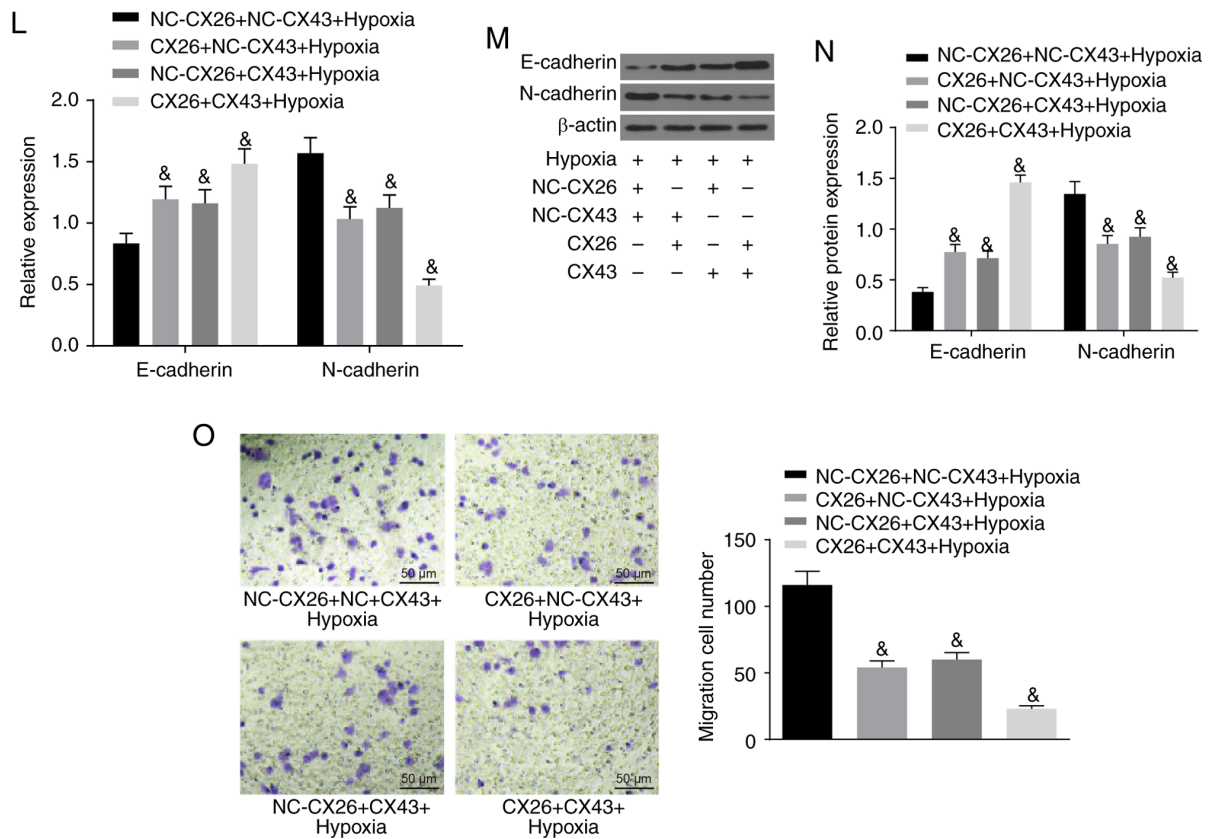 L
NC-CX26+NC-CX43+Hypoxia
CX26+NC-CX43+Hypoxia
NC-CX26+CX43+Hypoxia
CX26+CX43+Hypoxia
Relative expression
2.0
1.5
1.0
0.5
0.0
& & &
& & &
E-cadherin N-cadherin
M
E-cadherin
N-cadherin
β-actin
Hypoxia + + + +
NC-CX26 + – + –
NC-CX43 + + – –
CX26 – + – +
CX43 – – + +
N
NC-CX26+NC-CX43+Hypoxia
CX26+NC-CX43+Hypoxia
NC-CX26+CX43+Hypoxia
CX26+CX43+Hypoxia
Relative protein expression
2.0
1.5
1.0
0.5
0.0
& & &
& & &
E-cadherin N-cadherin
O
50 µm
NC-CX26+NC+CX43+
Hypoxia
50 µm
CX26+NC-CX43+
Hypoxia
50 µm
NC-CX26+CX43+
Hypoxia
50 µm
CX26+CX43+
Hypoxia
NC-CX26+NC-CX43+Hypoxia
CX26+NC-CX43+Hypoxia
NC-CX26+CX43+Hypoxia
CX26+CX43+Hypoxia
Migration cell number
150
100
50
0
& & &